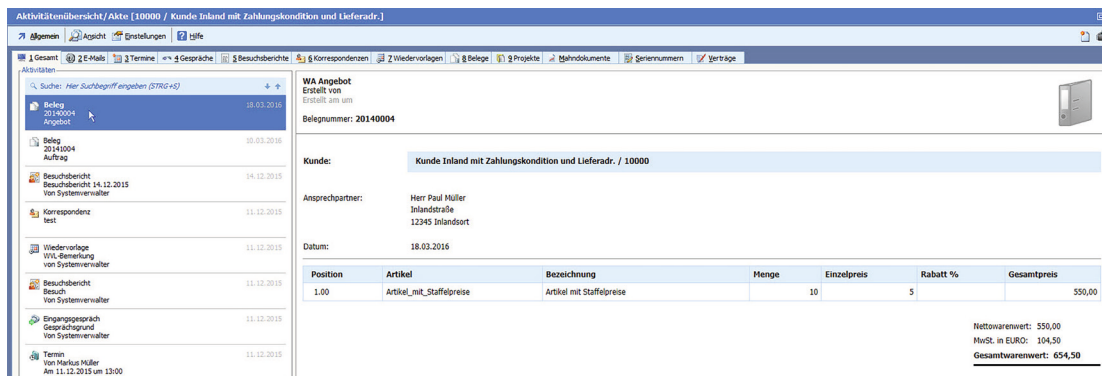 Aktivitätenübersicht/Akte [10000 / Kunde Inland mit Zahlungskondition und Lieferadr.]
Allgemein Ansicht Einstellungen Hilfe
1 Gesamt 2 E-Mails 3 Termine 4 Gespräche 5 Besuchsberichte 6 Korrespondenzen 7 Wiedervorlagen 8 Belege 9 Projekte Mahndokumente Seriennummern Verträge
Aktivitäten
Suche: Hier Suchbegriff eingeben (STRG+S)
Beleg 18.03.2016
20140004
Angebot
Beleg 10.03.2016
20141004
Auftrag
Besuchsbericht 14.12.2015
Besuchsbericht 14.12.2015
Von Systemverwalter
Korrespondenz 11.12.2015
test
Wiedervorlage 11.12.2015
WVL-Bemerkung
von Systemverwalter
Besuchsbericht 11.12.2015
Besuch
Von Systemverwalter
Eingangsgespräch 11.12.2015
Gesprächsgrund
Von Systemverwalter
Termin 11.12.2015
Von Markus Müller
Am 11.12.2015 um 13:00
WA Angebot
Erstellt von
Erstellt am um
Belegnummer: 20140004
Kunde: Kunde Inland mit Zahlungskondition und Lieferadr. / 10000
Ansprechpartner: Herr Paul Müller
Inlandstraße
12345 Inlandsort
Datum: 18.03.2016
Position Artikel Bezeichnung Menge Einzelpreis Rabatt % Gesamtpreis
1.00 Artikel_mit_Staffelpreise Artikel mit Staffelpreise 10 5 550,00
Nettowarenwert: 550,00
MwSt. in EURO: 104,50
Gesamtwarenwert: 654,50